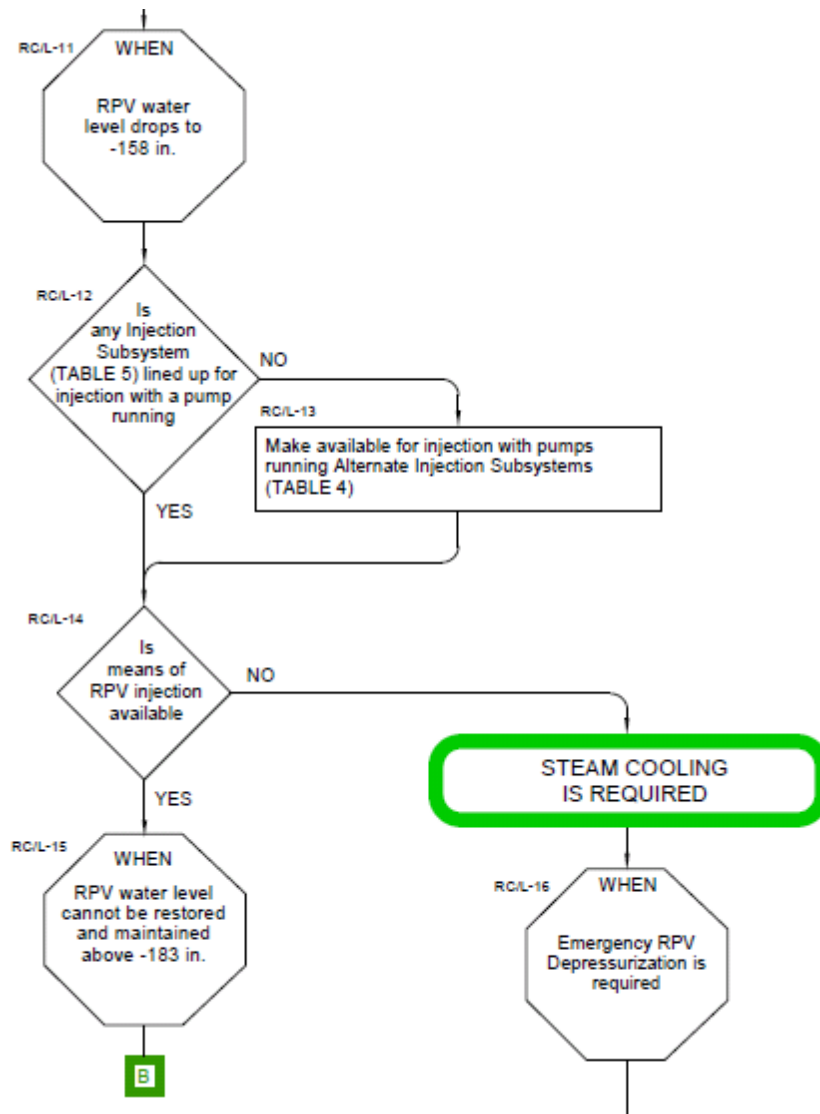 RC/L-11
WHEN
RPV water
level drops to
-158 in.
RC/L-12
Is
any Injection
Subsystem
(TABLE 5) lined up for
injection with a pump
running
NO
RC/L-13
Make available for injection with pumps
running Alternate Injection Subsystems
(TABLE 4)
YES
RC/L-14
Is
means of
RPV injection
available
NO
STEAM COOLING
IS REQUIRED
YES
RC/L-15
WHEN
RPV water level
cannot be restored
and maintained
above -183 in.
RC/L-16
WHEN
Emergency RPV
Depressurization is
required
B